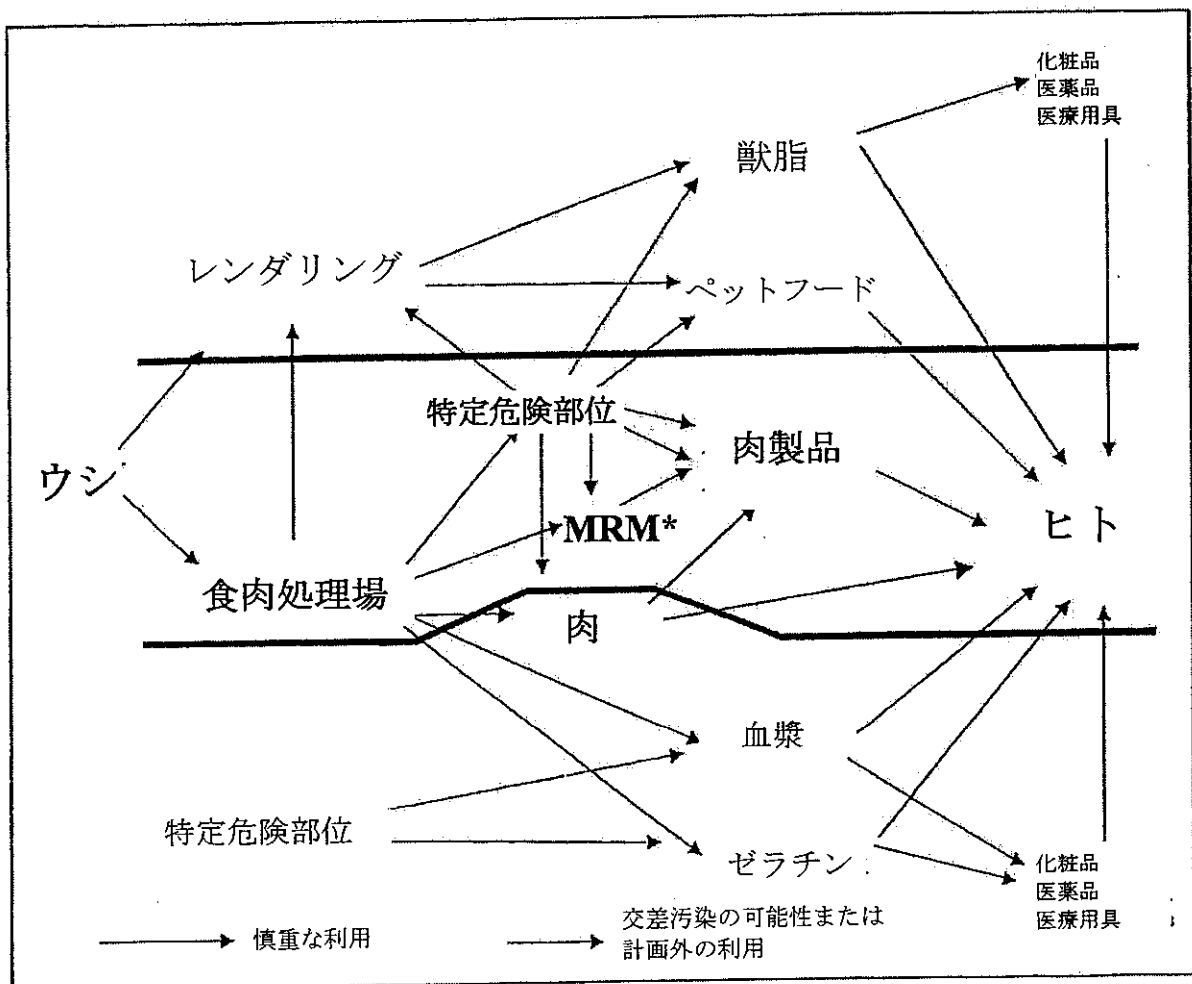 化粧品
医薬品
医療用具
獣脂
レンダリング
ペットフード
特定危険部位
肉製品
ウシ
MRM*
ヒト
食肉処理場
肉
血漿
特定危険部位
ゼラチン
化粧品
医薬品
医療用具
慎重な利用
交差汚染の可能性または
計画外の利用